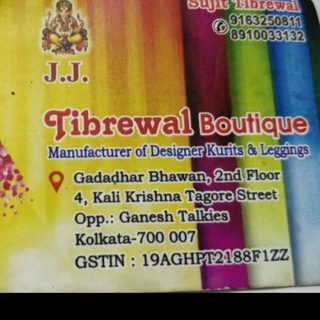 Sujit Tibrewal
9163250811
8910033132
J.J.
Tibrewal Boutique
Manufacturer of Designer Kurits & Leggings
Gadadhar Bhawan, 2nd Floor
4, Kali Krishna Tagore Street
Opp.: Ganesh Talkies
Kolkata-700 007
GSTIN : 19AGHPT2188F1ZZ